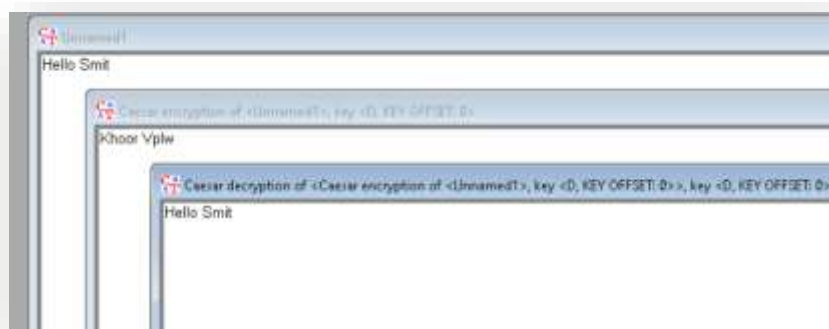 Unnamed1
Hello Smit
Caesar encryption of <Unnamed1>, key <D, KEY OFFSET: 0>
Khoor Vplw
Caesar decryption of <Caesar encryption of <Unnamed1>, key <D, KEY OFFSET: 0>>, key <D, KEY OFFSET: 0>
Hello Smit